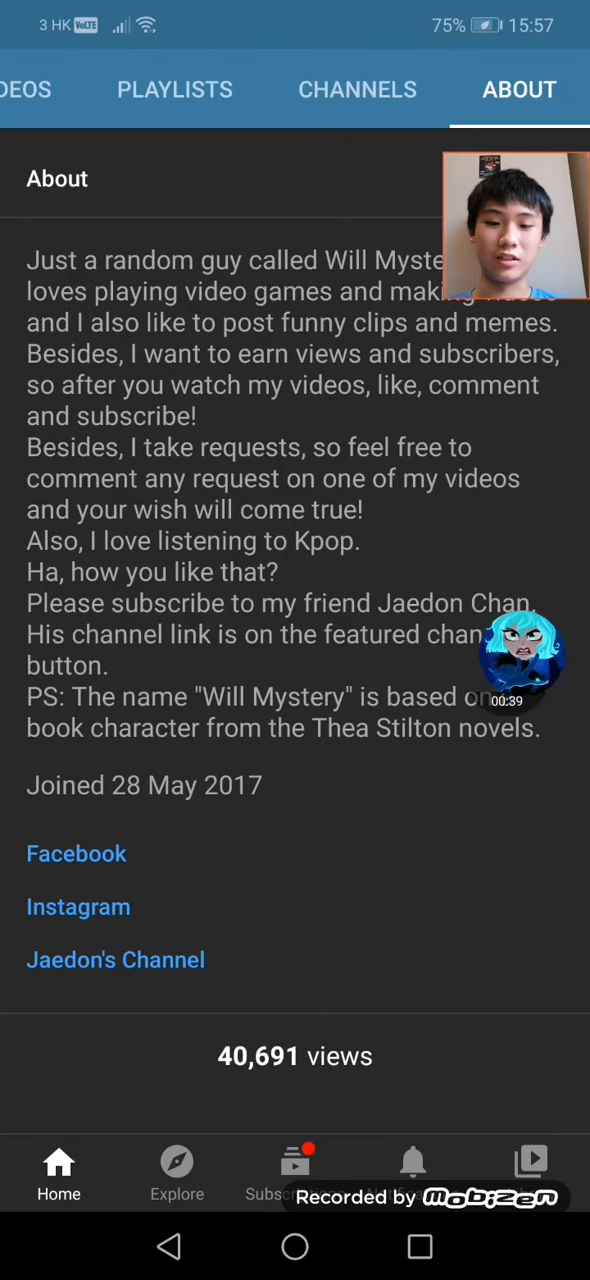 3 HK VoLTE 75% 15:57
DEOS PLAYLISTS CHANNELS ABOUT
About
Just a random guy called Will Myste
loves playing video games and mak
and I also like to post funny clips and memes.
Besides, I want to earn views and subscribers,
so after you watch my videos, like, comment
and subscribe!
Besides, I take requests, so feel free to
comment any request on one of my videos
and your wish will come true!
Also, I love listening to Kpop.
Ha, how you like that?
Please subscribe to my friend Jaedon Chan.
His channel link is on the featured chan
button.
00:39
PS: The name "Will Mystery" is based on
book character from the Thea Stilton novels.
Joined 28 May 2017
Facebook
Instagram
Jaedon's Channel
40,691 views
Home Explore Subsc
Recorded by mobizen